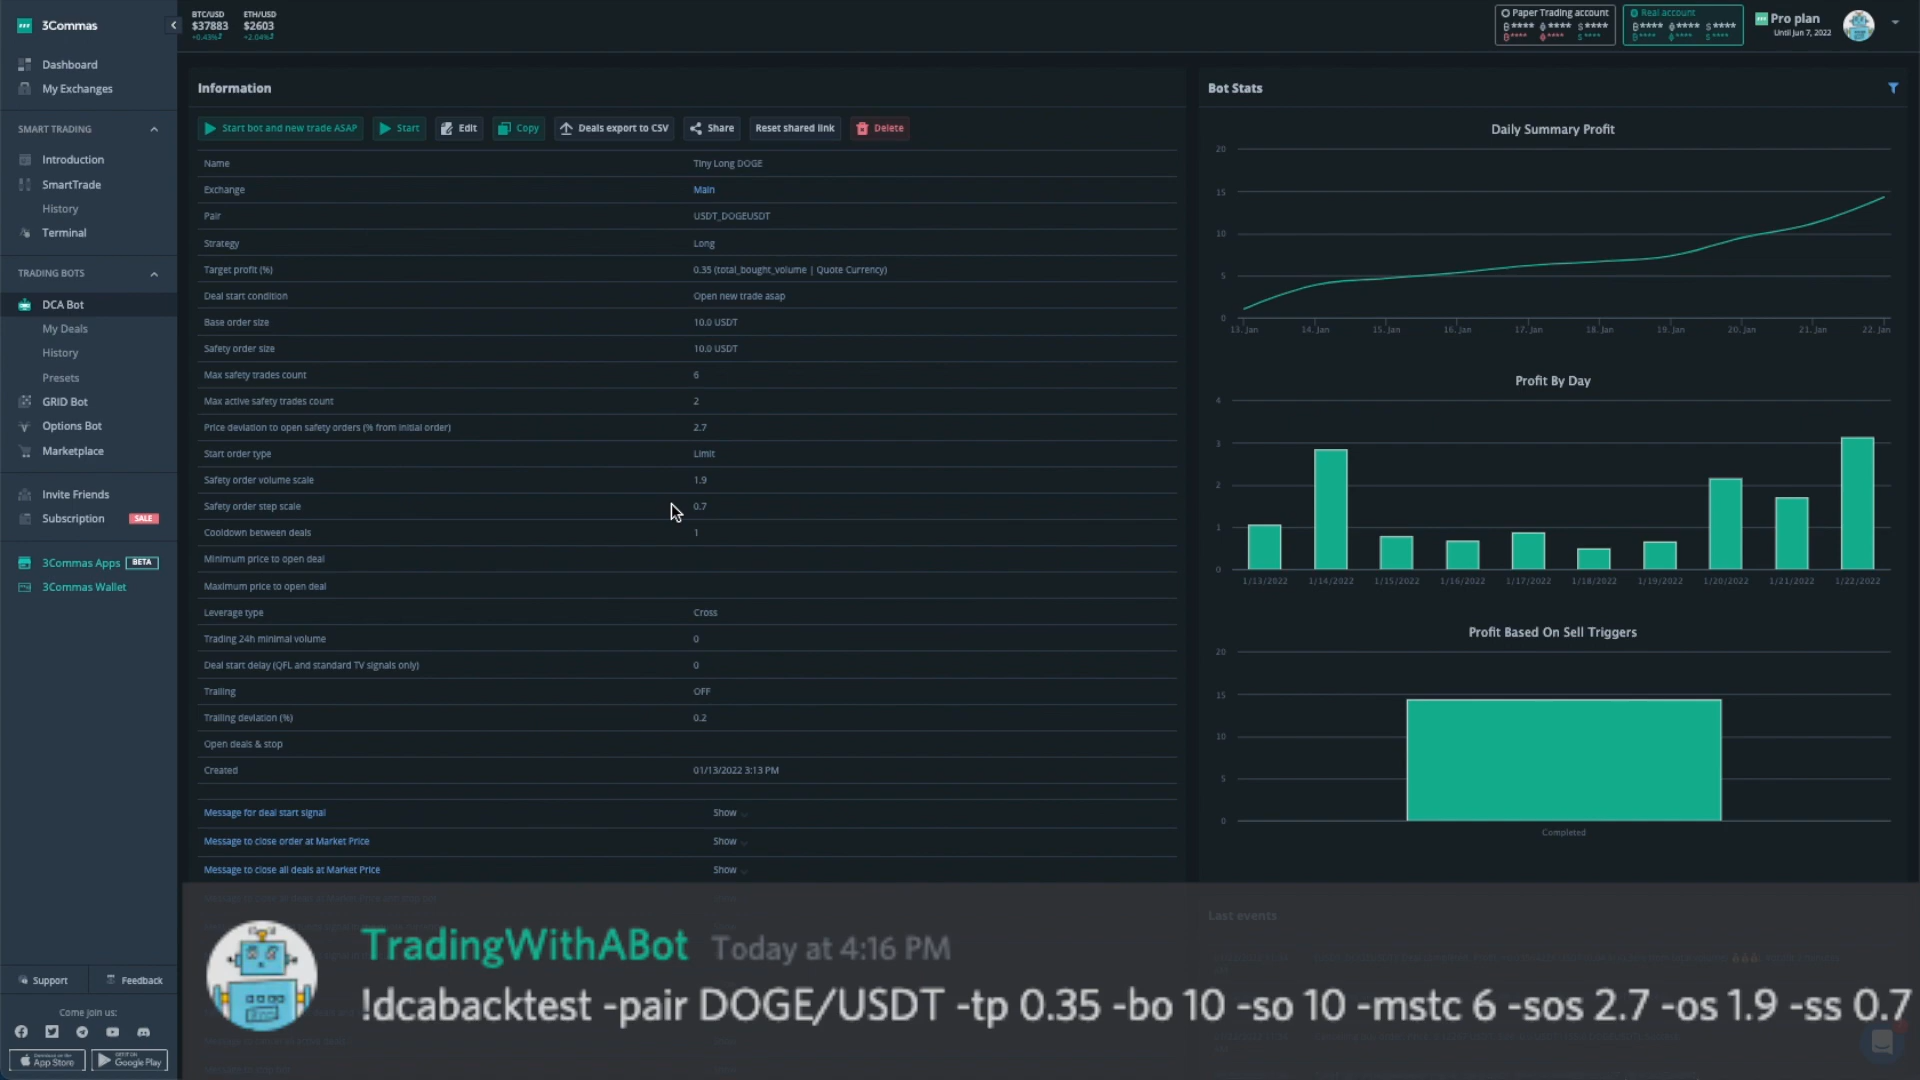 3Commas
BTC/USD
$37883
+0.43%
ETH/USD
$2603
+2.04%
Paper Trading account
Real account
Pro plan
Until Jun 7, 2022
Dashboard
My Exchanges
SMART TRADING
Introduction
SmartTrade
History
Terminal
TRADING BOTS
DCA Bot
My Deals
History
Presets
GRID Bot
Options Bot
Marketplace
Invite Friends
Subscription SALE
3Commas Apps BETA
3Commas Wallet
Support
Feedback
Come join us:
App Store
GET IT ON
Google Play
Information
Start bot and new trade ASAP
Start
Edit
Copy
Deals export to CSV
Share
Reset shared link
Delete
Name TIny Long DOGE
Exchange Main
Pair USDT_DOGEUSDT
Strategy Long
Target profit (%) 0.35 (total_bought_volume | Quote Currency)
Deal start condition Open new trade asap
Base order size 10.0 USDT
Safety order size 10.0 USDT
Max safety trades count 6
Max active safety trades count 2
Price deviation to open safety orders (% from initial order) 2.7
Start order type Limit
Safety order volume scale 1.9
Safety order step scale 0.7
Cooldown between deals 1
Minimum price to open deal
Maximum price to open deal
Leverage type Cross
Trading 24h minimal volume 0
Deal start delay (QFL and standard TV signals only) 0
Trailing OFF
Trailing deviation (%) 0.2
Open deals & stop
Created 01/13/2022 3:13 PM
Message for deal start signal Show
Message to close order at Market Price Show
Message to close all deals at Market Price Show
Bot Stats
Daily Summary Profit
20
15
10
5
0
13. Jan 14. Jan 15. Jan 16. Jan 17. Jan 18. Jan 19. Jan 20. Jan 21. Jan 22. Jan
Profit By Day
4
3
2
1
0
1/13/2022 1/14/2022 1/15/2022 1/16/2022 1/17/2022 1/18/2022 1/19/2022 1/20/2022 1/21/2022 1/22/2022
Profit Based On Sell Triggers
20
15
10
5
0
Completed
Last events
TradingWithABot Today at 4:16 PM
!dcabacktest -pair DOGE/USDT -tp 0.35 -bo 10 -so 10 -mstc 6 -sos 2.7 -os 1.9 -ss 0.7